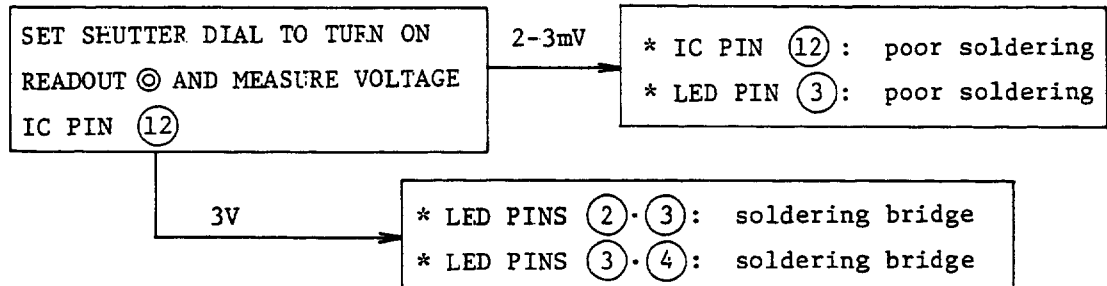 SET SHUTTER DIAL TO TURN ON
READOUT ◎ AND MEASURE VOLTAGE
IC PIN ⑫
2-3mV
* IC PIN ⑫: poor soldering
* LED PIN ③: poor soldering
3V
* LED PINS ②·③: soldering bridge
* LED PINS ③·④: soldering bridge